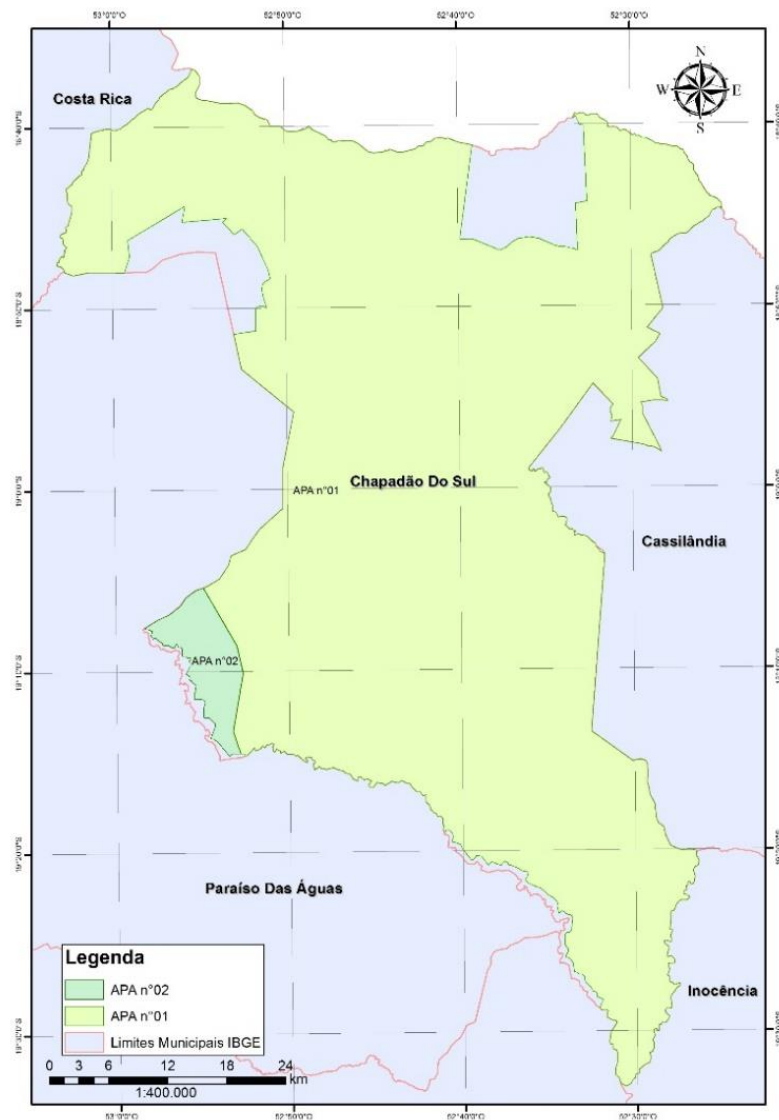 53°0'0"O 52°50'0"O 52°40'0"O 52°30'0"O
N
W E
S
Costa Rica
Chapadão Do Sul
APA n°01
Cassilândia
APA n°02
Paraíso Das Águas
Inocência
Legenda
APA n°02
APA n°01
Limites Municipais IBGE
0 3 6 12 18 24
km
1:400.000
53°0'0"O 52°50'0"O 52°40'0"O 52°30'0"O